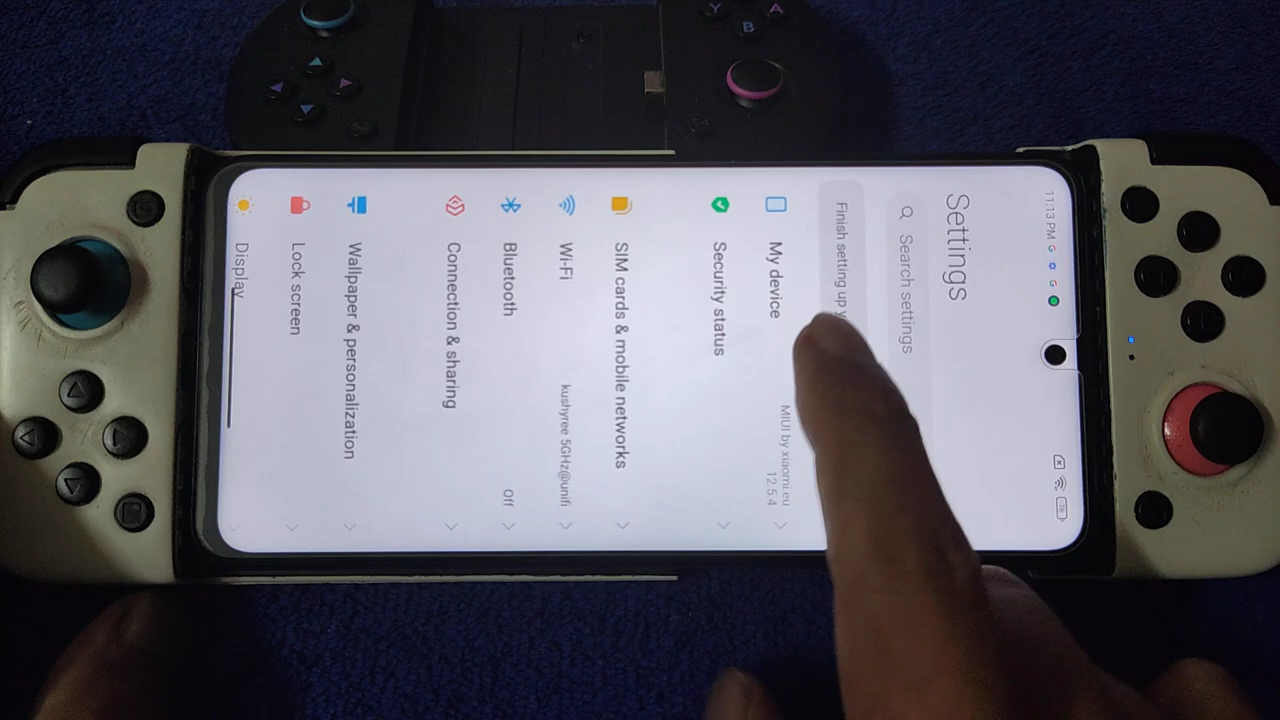 11:13 PM G G
Settings
Search settings
Finish setting up
My device
MIUI by xiaomi.eu
12.5.4
Security status
SIM cards & mobile networks
Wi-Fi
kushyree 5GHz@unifi
Bluetooth
Off
Connection & sharing
Wallpaper & personalization
Lock screen
Display
Y
A
B